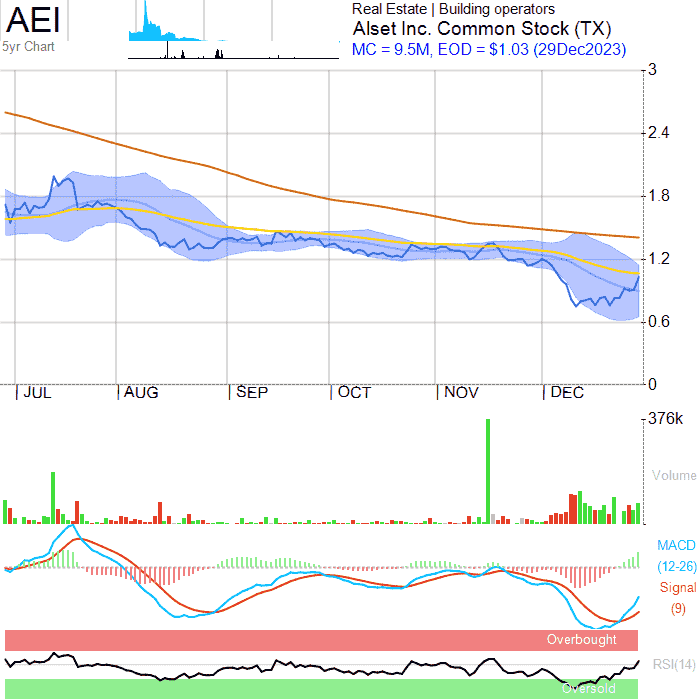 AEI
5yr Chart
Real Estate | Building operators
Alset Inc. Common Stock (TX)
MC = 9.5M, EOD = $1.03 (29Dec2023)
3
2.4
1.8
1.2
0.6
0
JUL AUG SEP OCT NOV DEC
376k
Volume
MACD
(12-26)
Signal
(9)
Overbought
RSI(14)
Oversold